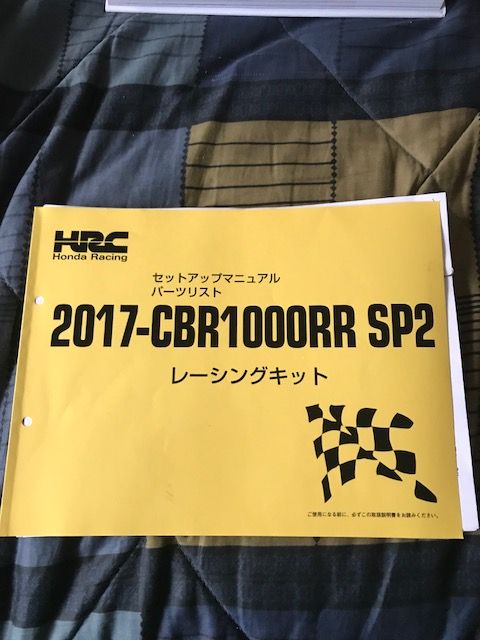 HRC
Honda Racing
セットアップマニュアル
パーツリスト
2017-CBR1000RR SP2
レーシングキット
ご使用になる前に、必ずこの取扱説明書をお読みください。